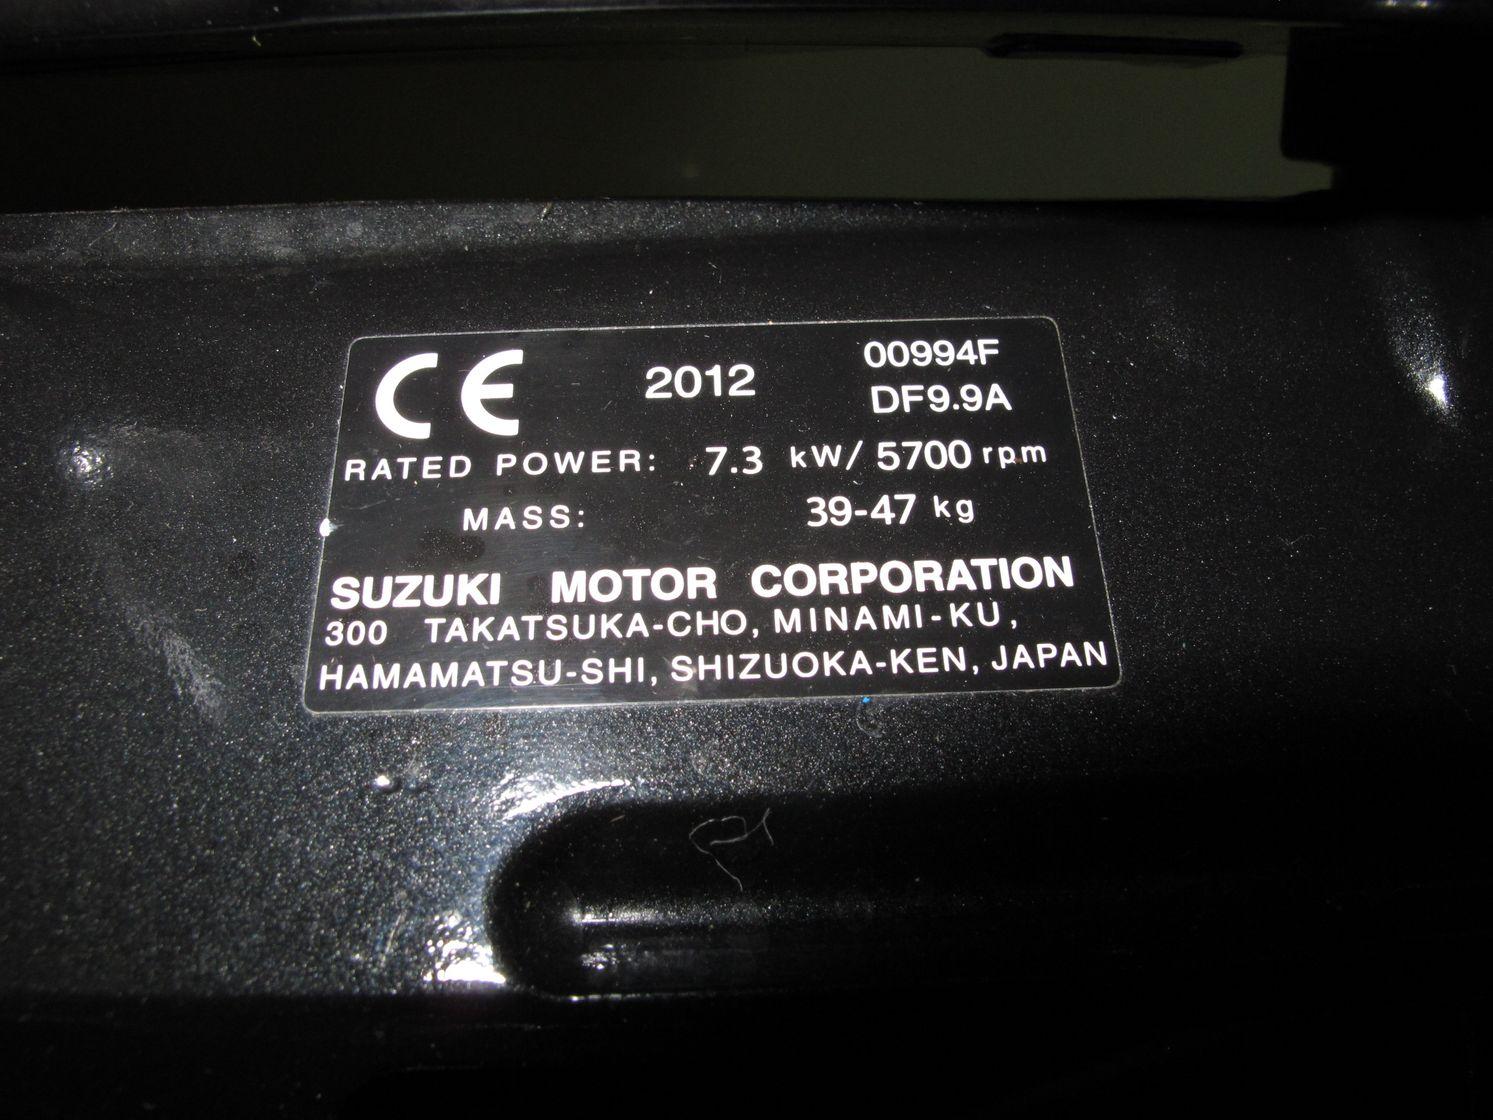 CE 2012 00994F
DF9.9A
RATED POWER: 7.3 kW/5700 rpm
MASS: 39-47 kg
SUZUKI MOTOR CORPORATION
300 TAKATSUKA-CHO, MINAMI-KU,
HAMAMATSU-SHI, SHIZUOKA-KEN, JAPAN